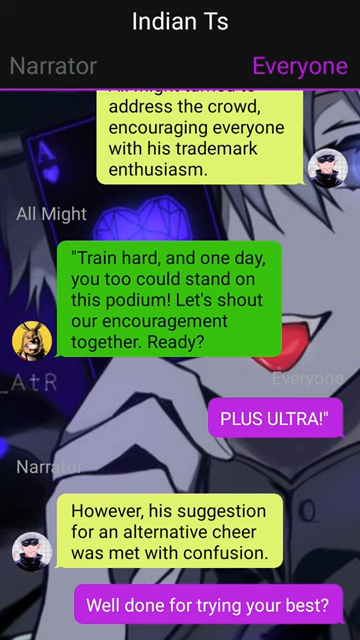 Indian Ts
Narrator
Everyone
address the crowd,
encouraging everyone
with his trademark
enthusiasm.
All Might
"Train hard, and one day,
you too could stand on
this podium! Let's shout
our encouragement
together. Ready?
_AtR
Everyone
PLUS ULTRA!"
Narrator
However, his suggestion
for an alternative cheer
was met with confusion.
Well done for trying your best?